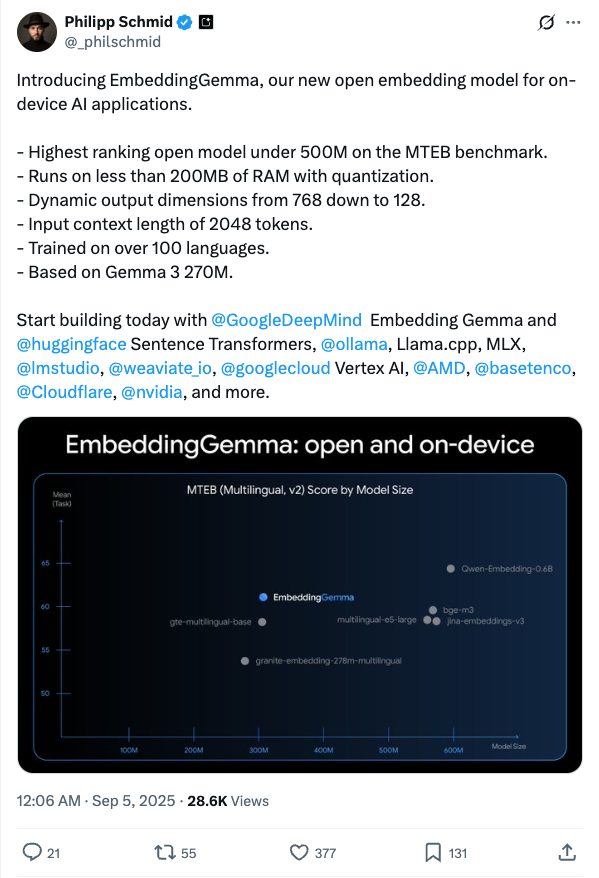 Philipp Schmid
@_philschmid
Introducing EmbeddingGemma, our new open embedding model for on-
device AI applications.
- Highest ranking open model under 500M on the MTEB benchmark.
- Runs on less than 200MB of RAM with quantization.
- Dynamic output dimensions from 768 down to 128.
- Input context length of 2048 tokens.
- Trained on over 100 languages.
- Based on Gemma 3 270M.
Start building today with @GoogleDeepMind Embedding Gemma and
@huggingface Sentence Transformers, @ollama, Llama.cpp, MLX,
@lmstudio, @weaviate_io, @googlecloud Vertex AI, @AMD, @basetenco,
@Cloudflare, @nvidia, and more.
EmbeddingGemma: open and on-device
MTEB (Multilingual, v2) Score by Model Size
Mean
(Task)
65
Qwen-Embedding-0.6B
EmbeddingGemma
60
bge-m3
gte-multilingual-base
multilingual-e5-large
jina-embeddings-v3
55
granite-embedding-278m-multilingual
50
100M 200M 300M 400M 500M 600M Model Size
12:06 AM · Sep 5, 2025 · 28.6K Views
21 55 377 131